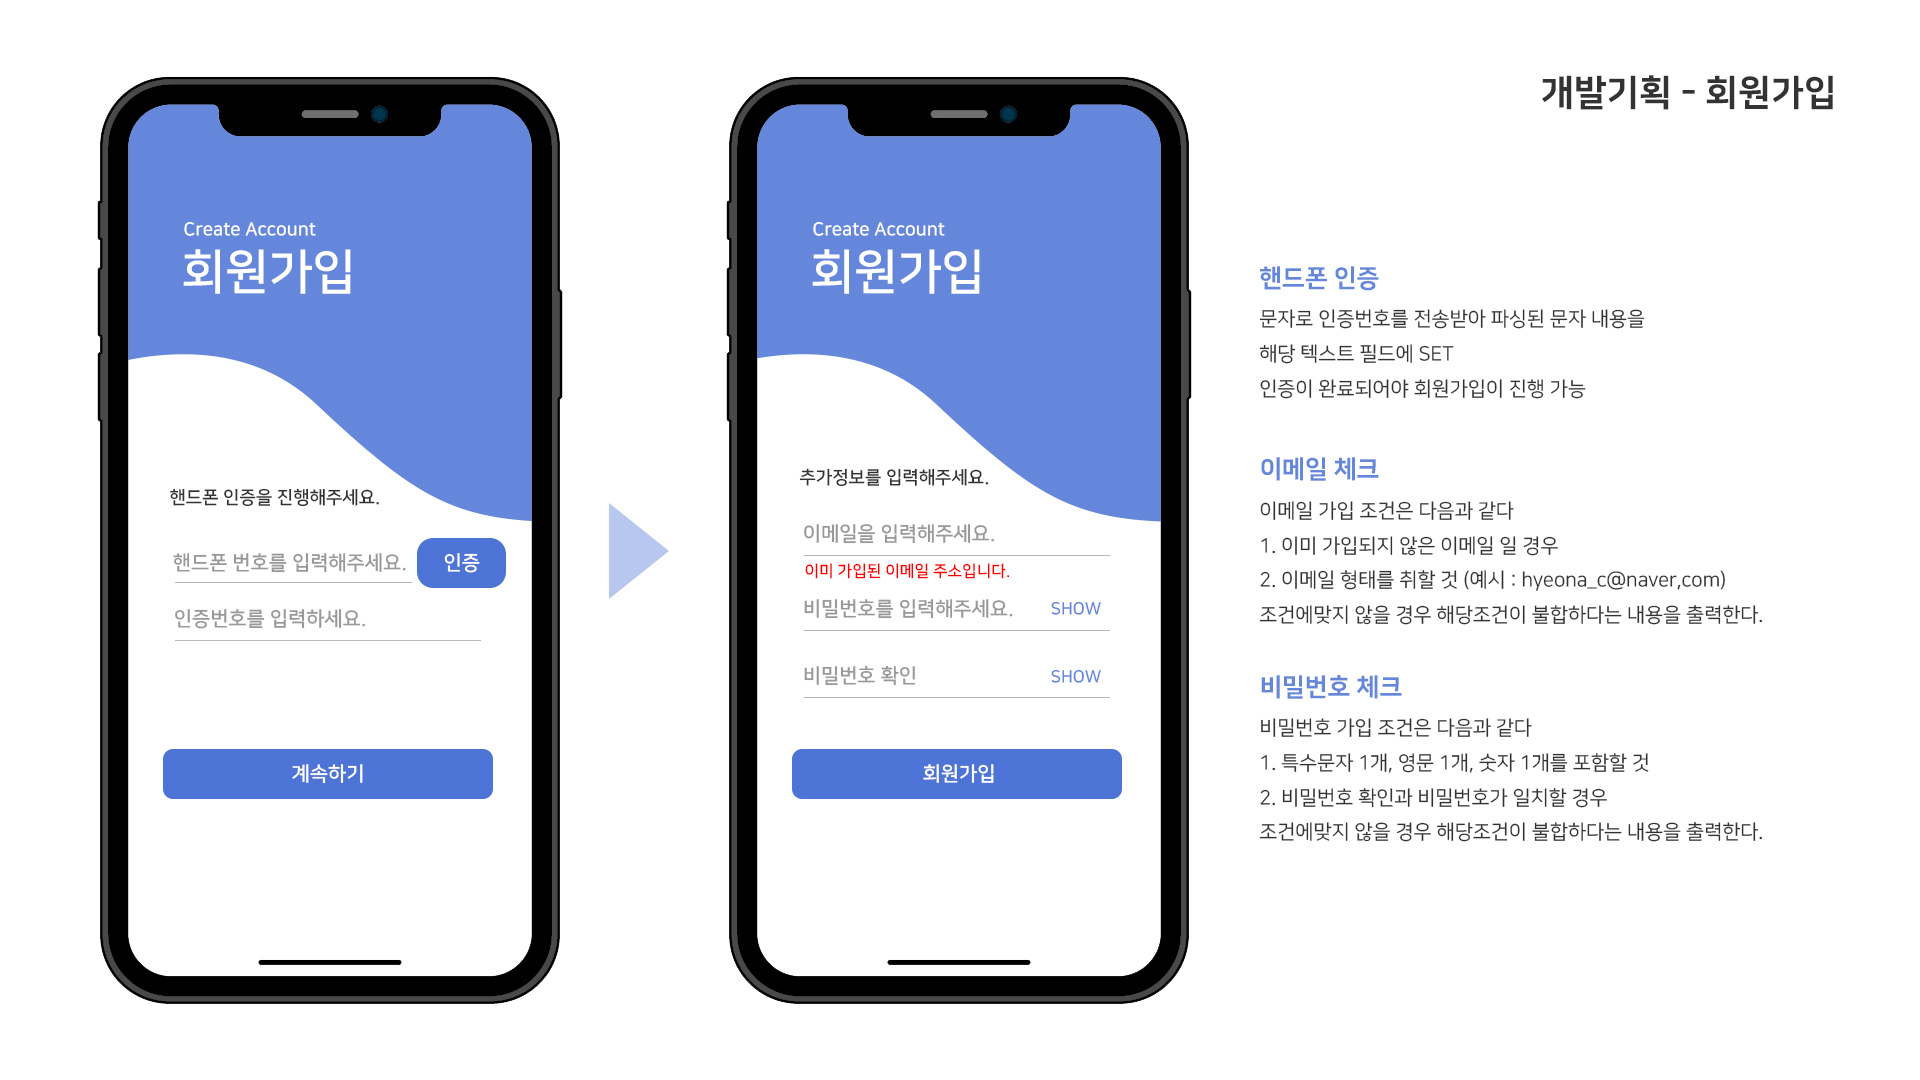 개발기획 - 회원가입
Create Account
회원가입
핸드폰 인증을 진행해주세요.
핸드폰 번호를 입력해주세요.
인증
인증번호를 입력하세요.
계속하기
Create Account
회원가입
추가정보를 입력해주세요.
이메일을 입력해주세요.
이미 가입된 이메일 주소입니다.
비밀번호를 입력해주세요.
SHOW
비밀번호 확인
SHOW
회원가입
핸드폰 인증
문자로 인증번호를 전송받아 파싱된 문자 내용을
해당 텍스트 필드에 SET
인증이 완료되어야 회원가입이 진행 가능
이메일 체크
이메일 가입 조건은 다음과 같다
1. 이미 가입되지 않은 이메일 일 경우
2. 이메일 형태를 취할 것 (예시 : hyeona_c@naver,com)
조건에맞지 않을 경우 해당조건이 불합하다는 내용을 출력한다.
비밀번호 체크
비밀번호 가입 조건은 다음과 같다
1. 특수문자 1개, 영문 1개, 숫자 1개를 포함할 것
2. 비밀번호 확인과 비밀번호가 일치할 경우
조건에맞지 않을 경우 해당조건이 불합하다는 내용을 출력한다.